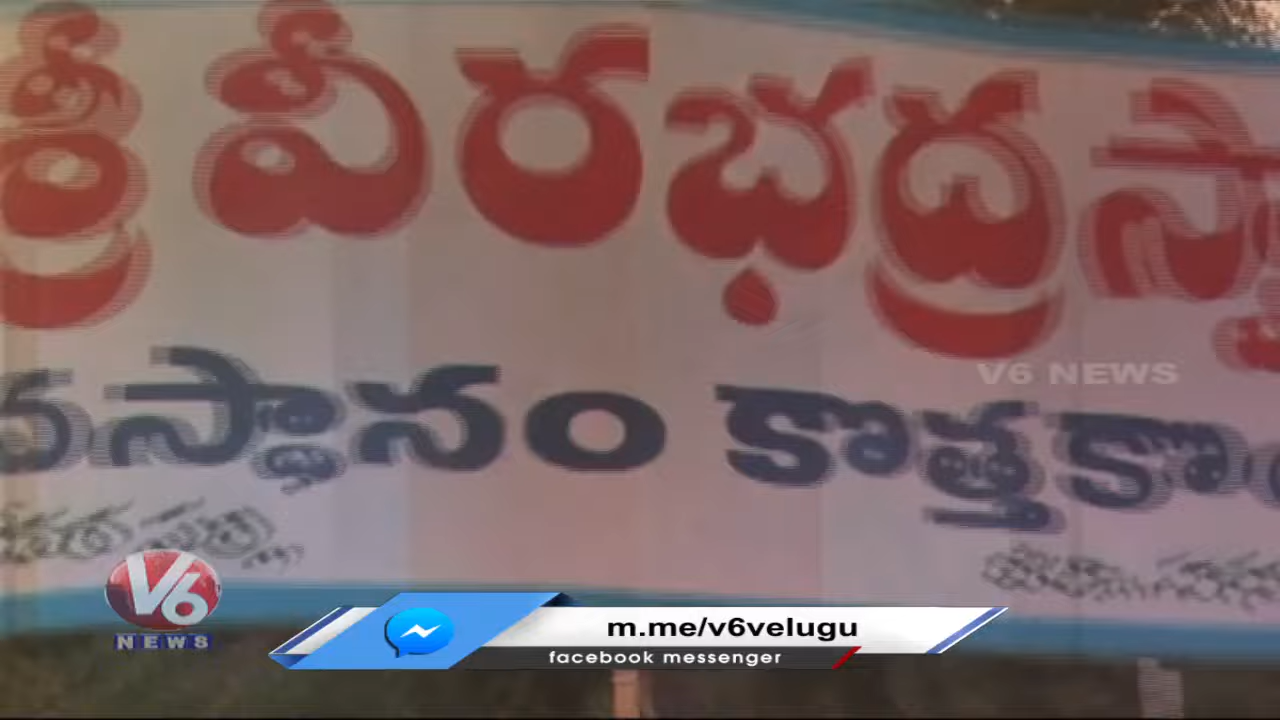 శ్రీ వీరభద్రస్వా
వస్థానం కొత్తకొం
V6 NEWS
V6
NEWS
m.me/v6velugu
facebook messenger